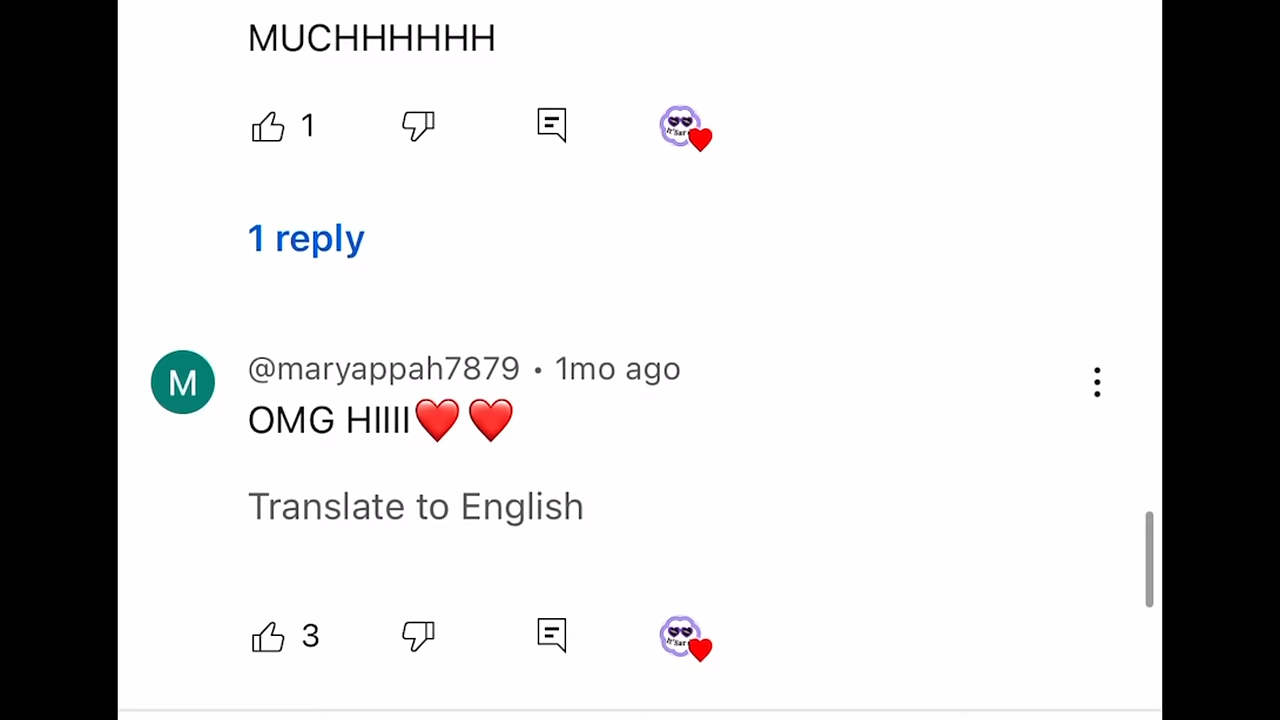 MUCHHHHHH
1
1 reply
M
@maryappah7879 • 1mo ago
OMG HIIII❤️❤️
Translate to English
3